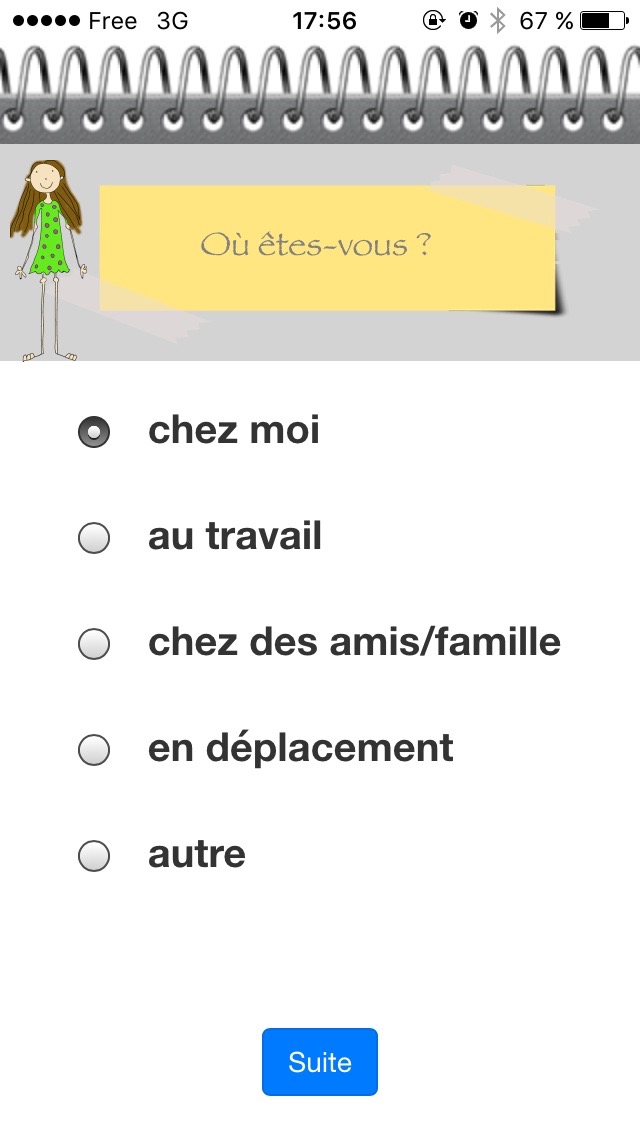 Free 3G 17:56 67 %
Où êtes-vous ?
chez moi
au travail
chez des amis/famille
en déplacement
autre
Suite